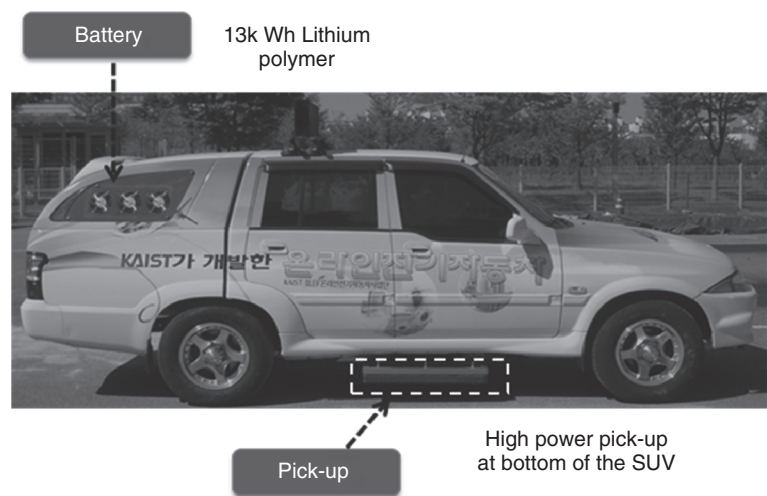 Battery
13k Wh Lithium
polymer
KAIST가 개발한 온라인전기자동차
High power pick-up
at bottom of the SUV
Pick-up